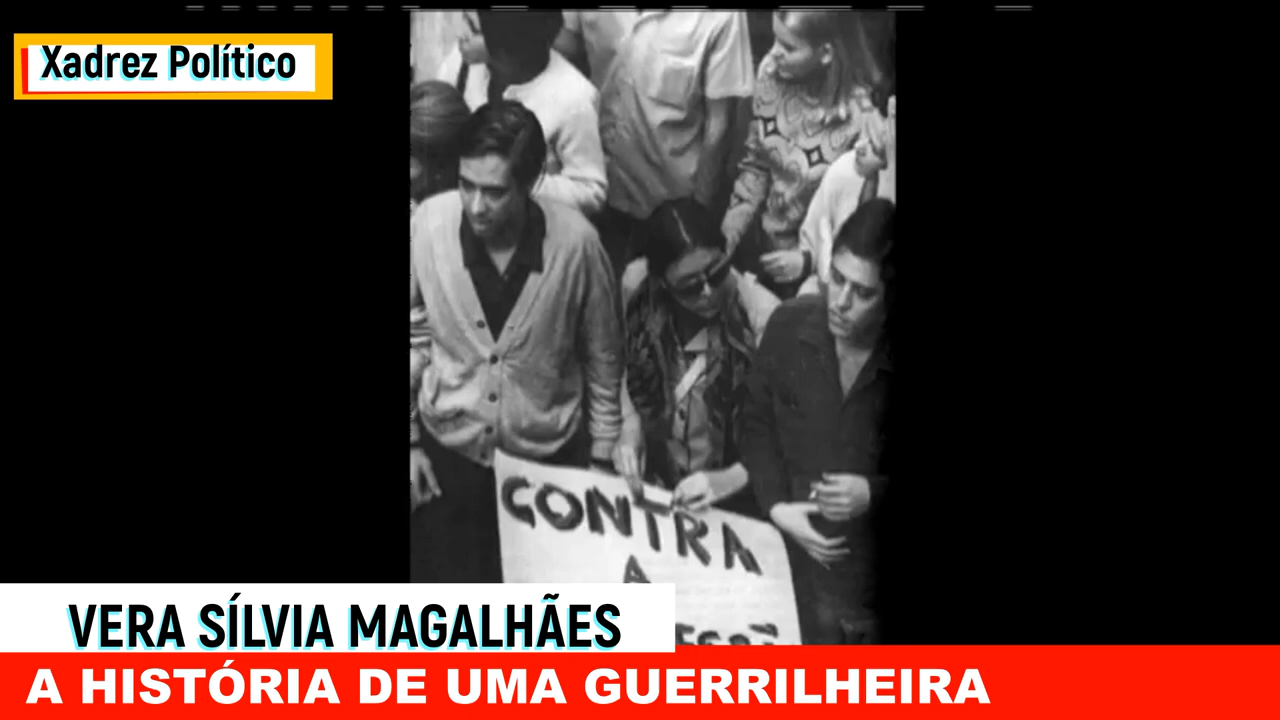 Xadrez Político
CONTRA
A
VERA SÍLVIA MAGALHÃES
A HISTÓRIA DE UMA GUERRILHEIRA